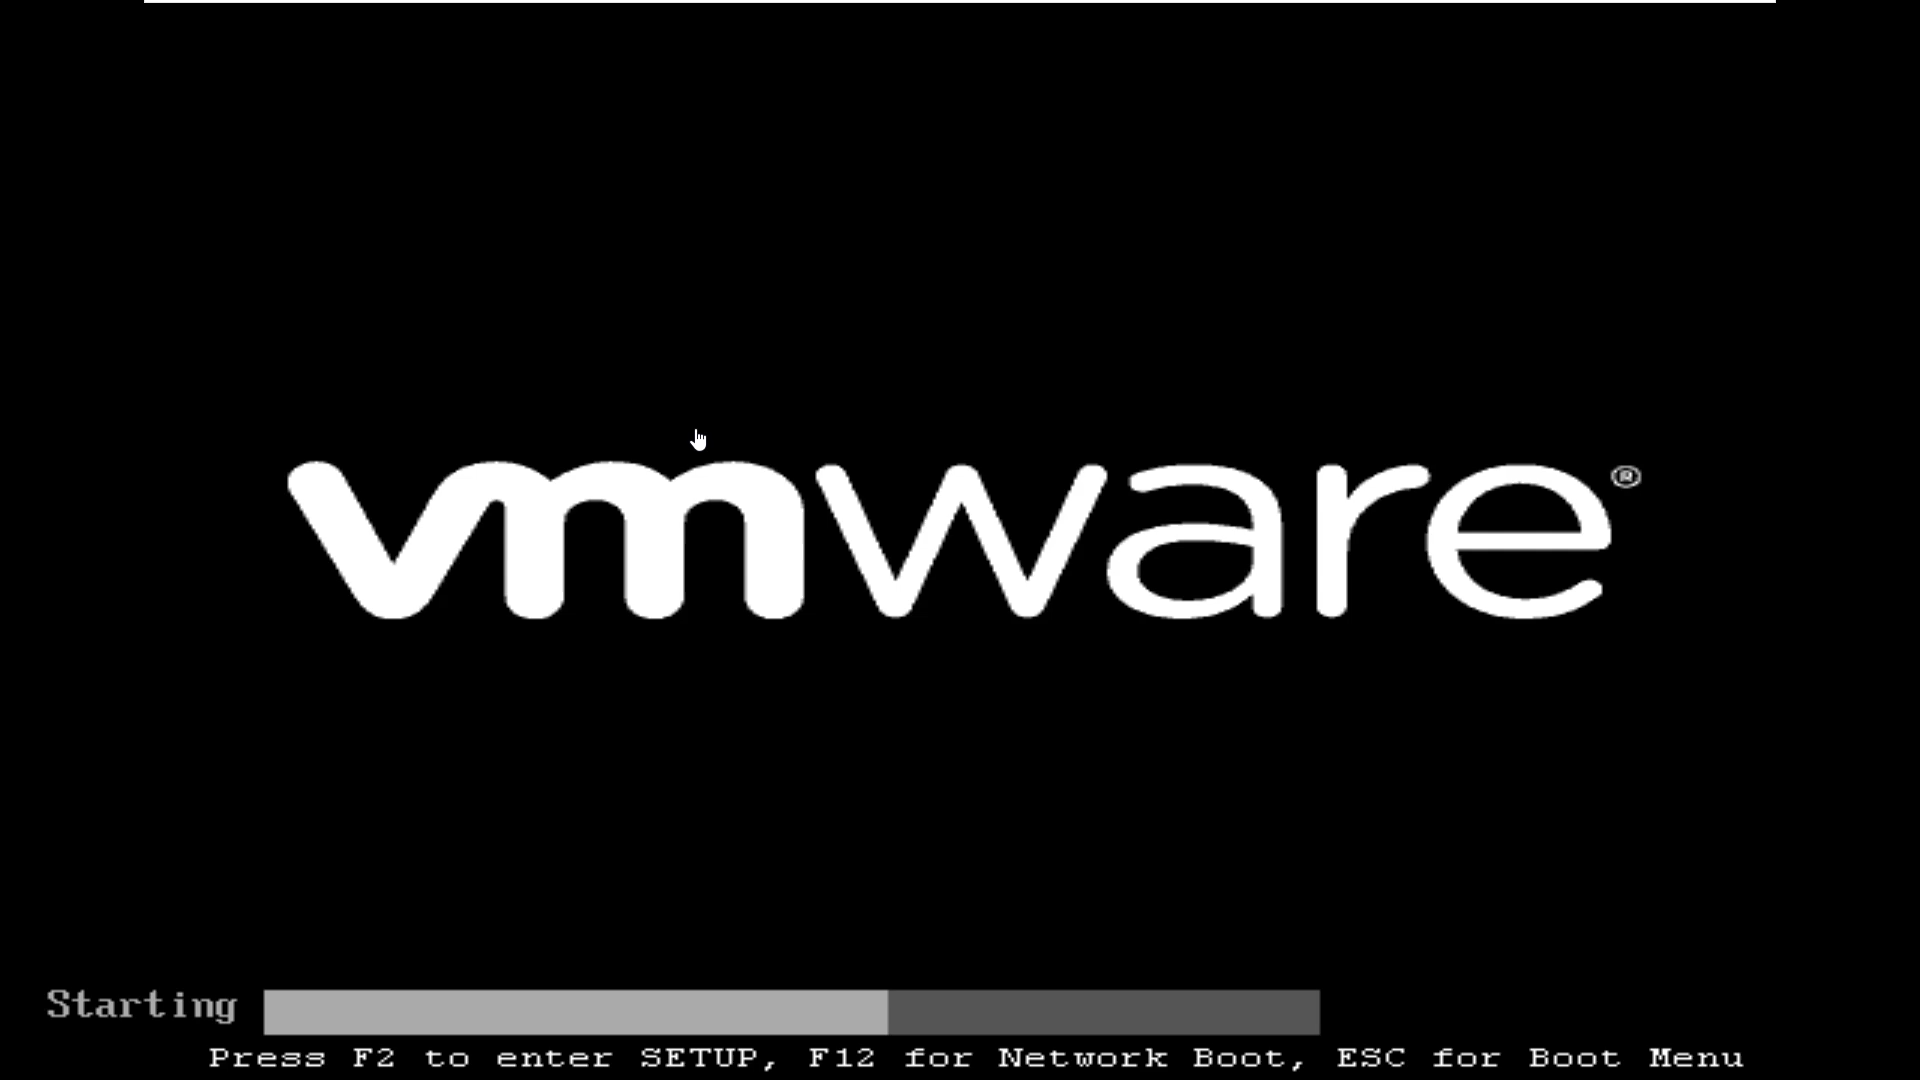 vmware®
Starting
Press F2 to enter SETUP, F12 for Network Boot, ESC for Boot Menu